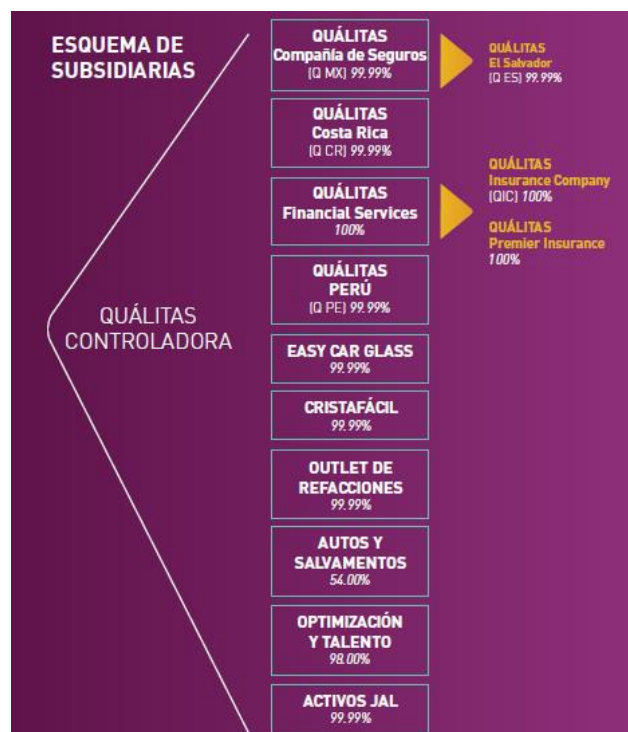 ESQUEMA DE
SUBSIDIARIAS
QUÁLITAS
CONTROLADORA
QUÁLITAS
Compañía de Seguros
(Q MX) 99.99%
QUÁLITAS
El Salvador
(Q ES) 99.99%
QUÁLITAS
Costa Rica
(Q CR) 99.99%
QUÁLITAS
Financial Services
100%
QUÁLITAS
Insurance Company
(QIC) 100%
QUÁLITAS
Premier Insurance
100%
QUÁLITAS
PERÚ
(Q PE) 99.99%
EASY CAR GLASS
99.99%
CRISTAFÁCIL
99.99%
OUTLET DE
REFACCIONES
99.99%
AUTOS Y
SALVAMENTOS
54.00%
OPTIMIZACIÓN
Y TALENTO
98.00%
ACTIVOS JAL
99.99%